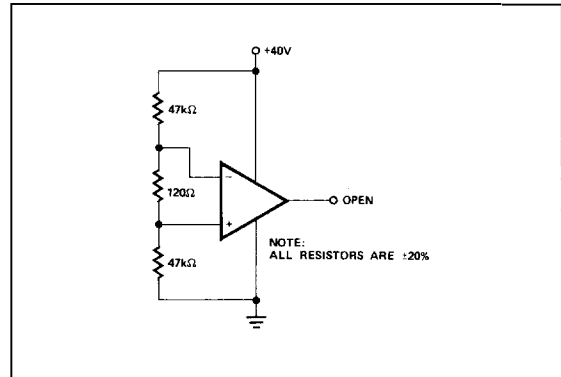 +40V
47kΩ
−
120Ω
OPEN
+
NOTE:
ALL RESISTORS ARE ±20%
47kΩ